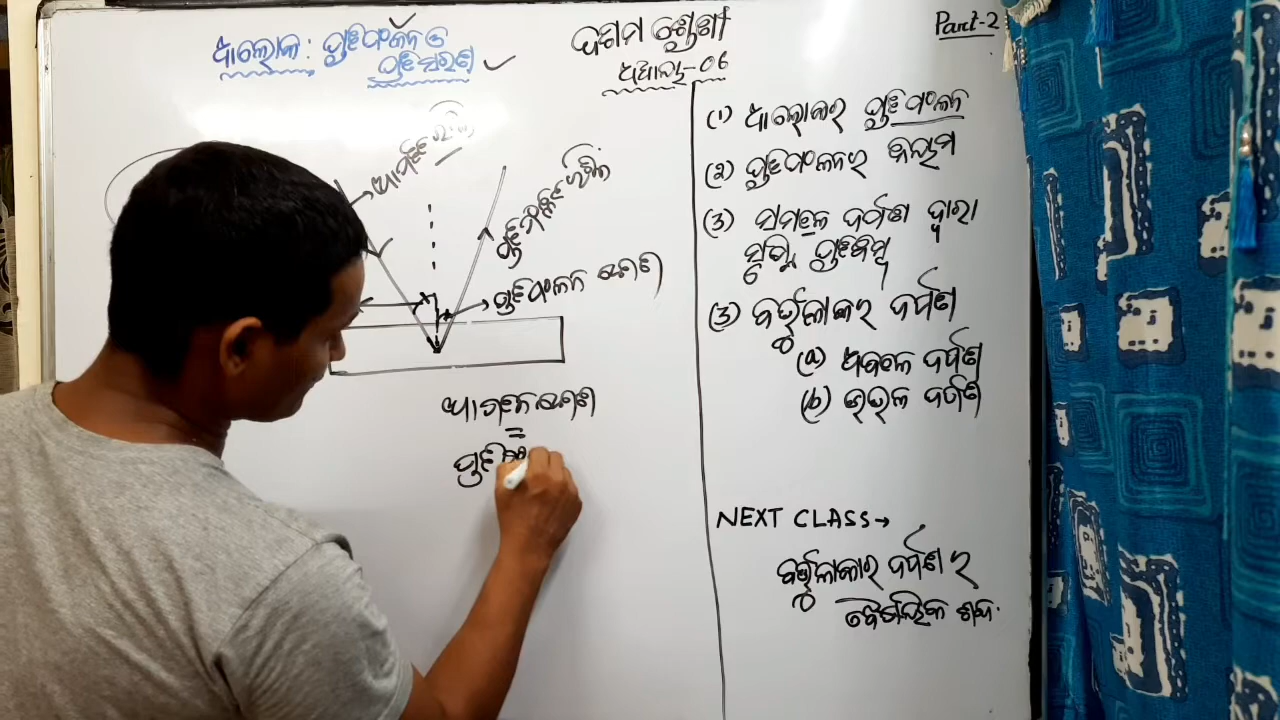 ଆଲୋକ: ପ୍ରତିଫଳନ ଓ
ପ୍ରତିସରଣ
ଦଶମ ଶ୍ରେଣୀ
ଅଧ୍ୟାୟ-06
Part-2
ଆପତିତ ରଶ୍ମି
ପ୍ରତିଫଳିତ ରଶ୍ମି
ପ୍ରତିଫଳନ କୋଣ
ଆପତନ କୋଣ
=
(1) ଆଲୋକର ପ୍ରତିଫଳନ
(2) ପ୍ରତିଫଳନର ନିୟମ
(3) ସମତଳ ଦର୍ପଣ ଦ୍ୱାରା
ସୃଷ୍ଟି ପ୍ରତିବିମ୍ବ
(3) ବର୍ତ୍ତୁଳାକାର ଦର୍ପଣ
(a) ଅବତଳ ଦର୍ପଣ
(b) ଉତ୍ତଳ ଦର୍ପଣ
NEXT CLASS→
ବର୍ତ୍ତୁଳାକାର ଦର୍ପଣ ର
ବୈଷୟିକ ଶବ୍ଦ